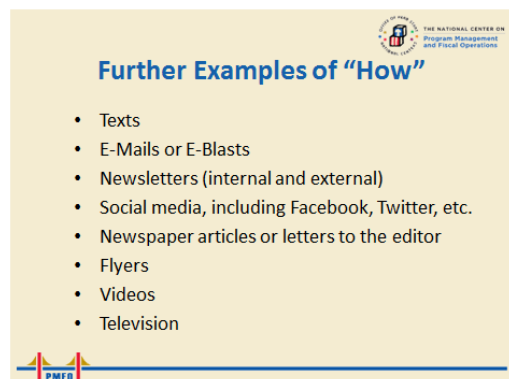 THE NATIONAL CENTER ON
Program Management
and Fiscal Operations
Further Examples of “How”
• Texts
• E-Mails or E-Blasts
• Newsletters (internal and external)
• Social media, including Facebook, Twitter, etc.
• Newspaper articles or letters to the editor
• Flyers
• Videos
• Television
PMFO